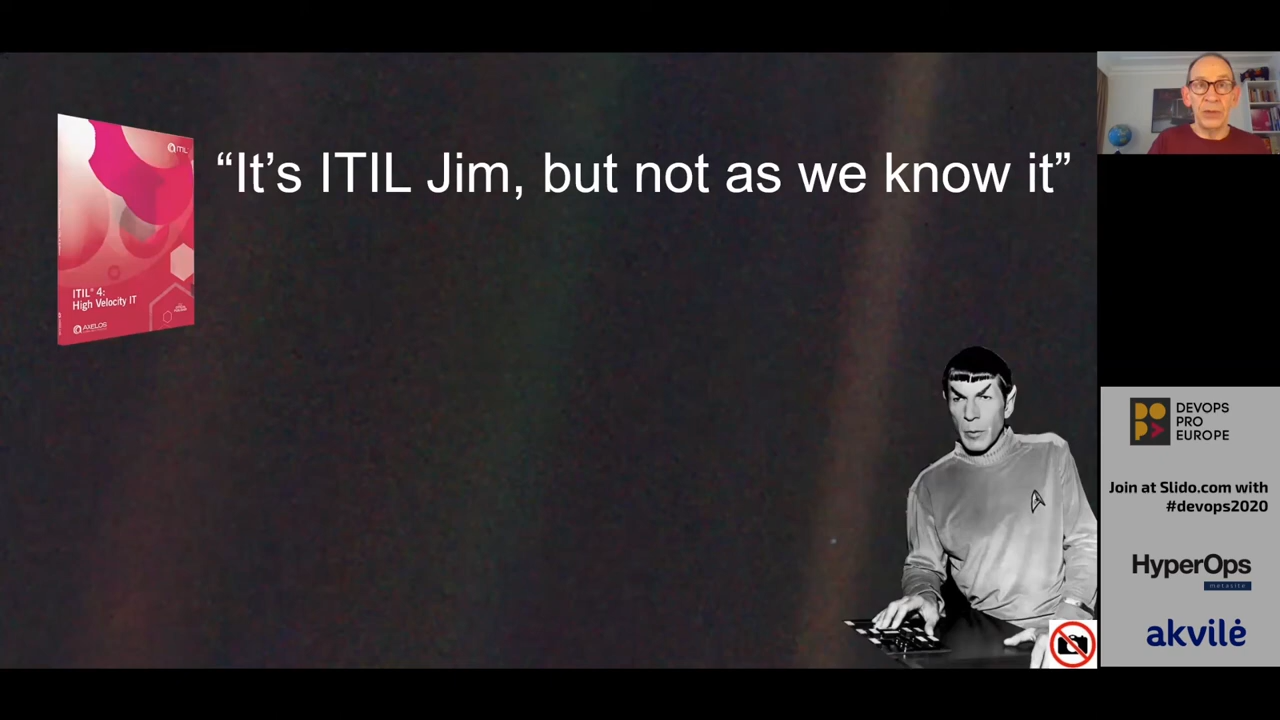 “It’s ITIL Jim, but not as we know it”
ITIL
ITIL® 4:
High Velocity IT
AXELOS
DEVOPS
PRO
EUROPE
Join at Slido.com with
#devops2020
HyperOps
metasite
akvilė